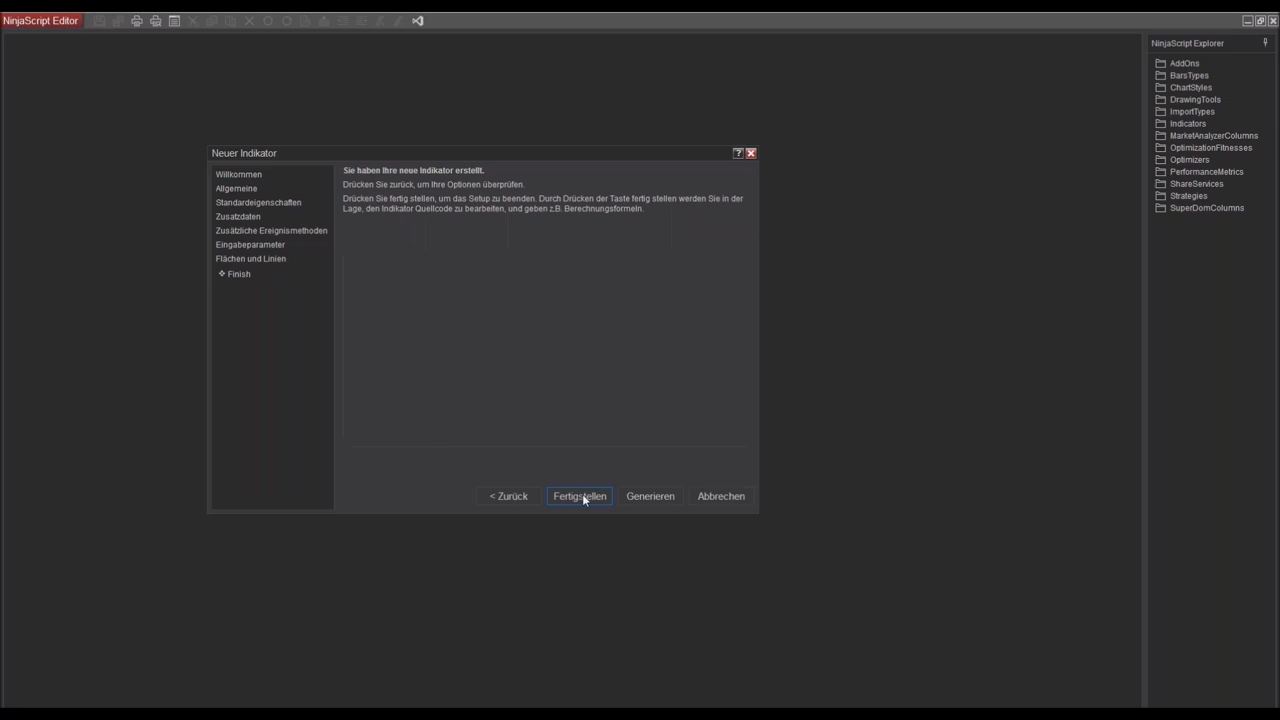 NinjaScript Editor
NinjaScript Explorer
AddOns
BarsTypes
ChartStyles
DrawingTools
ImportTypes
Indicators
MarketAnalyzerColumns
OptimizationFitnesses
Optimizers
PerformanceMetrics
ShareServices
Strategies
SuperDomColumns
Neuer Indikator
?
Willkommen
Allgemeine
Standardeigenschaften
Zusatzdaten
Zusätzliche Ereignismethoden
Eingabeparameter
Flächen und Linien
Finish
Sie haben Ihre neue Indikator erstellt.
Drücken Sie zurück, um Ihre Optionen überprüfen.
Drücken Sie fertig stellen, um das Setup zu beenden. Durch Drücken der Taste fertig stellen werden Sie in der
Lage, den Indikator Quellcode zu bearbeiten, und geben z.B. Berechnungsformeln.
< Zurück
Fertigstellen
Generieren
Abbrechen